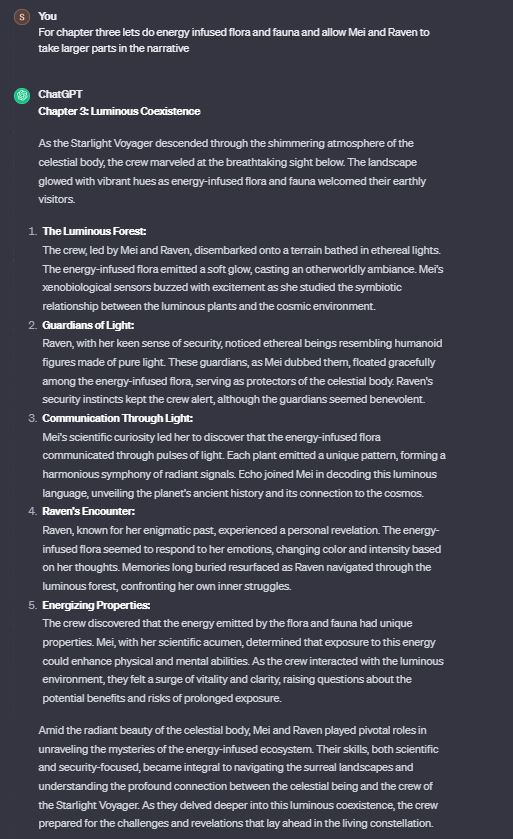 S You
For chapter three lets do energy infused flora and fauna and allow Mei and Raven to
take larger parts in the narrative
ChatGPT
Chapter 3: Luminous Coexistence
As the Starlight Voyager descended through the shimmering atmosphere of the
celestial body, the crew marveled at the breathtaking sight below. The landscape
glowed with vibrant hues as energy-infused flora and fauna welcomed their earthly
visitors.
1. The Luminous Forest:
The crew, led by Mei and Raven, disembarked onto a terrain bathed in ethereal lights.
The energy-infused flora emitted a soft glow, casting an otherworldly ambiance. Mei's
xenobiological sensors buzzed with excitement as she studied the symbiotic
relationship between the luminous plants and the cosmic environment.
2. Guardians of Light:
Raven, with her keen sense of security, noticed ethereal beings resembling humanoid
figures made of pure light. These guardians, as Mei dubbed them, floated gracefully
among the energy-infused flora, serving as protectors of the celestial body. Raven's
security instincts kept the crew alert, although the guardians seemed benevolent.
3. Communication Through Light:
Mei's scientific curiosity led her to discover that the energy-infused flora
communicated through pulses of light. Each plant emitted a unique pattern, forming a
harmonious symphony of radiant signals. Echo joined Mei in decoding this luminous
language, unveiling the planet's ancient history and its connection to the cosmos.
4. Raven's Encounter:
Raven, known for her enigmatic past, experienced a personal revelation. The energy-
infused flora seemed to respond to her emotions, changing color and intensity based
on her thoughts. Memories long buried resurfaced as Raven navigated through the
luminous forest, confronting her own inner struggles.
5. Energizing Properties:
The crew discovered that the energy emitted by the flora and fauna had unique
properties. Mei, with her scientific acumen, determined that exposure to this energy
could enhance physical and mental abilities. As the crew interacted with the luminous
environment, they felt a surge of vitality and clarity, raising questions about the
potential benefits and risks of prolonged exposure.
Amid the radiant beauty of the celestial body, Mei and Raven played pivotal roles in
unraveling the mysteries of the energy-infused ecosystem. Their skills, both scientific
and security-focused, became integral to navigating the surreal landscapes and
understanding the profound connection between the celestial being and the crew of
the Starlight Voyager. As they delved deeper into this luminous coexistence, the crew
prepared for the challenges and revelations that lay ahead in the living constellation.